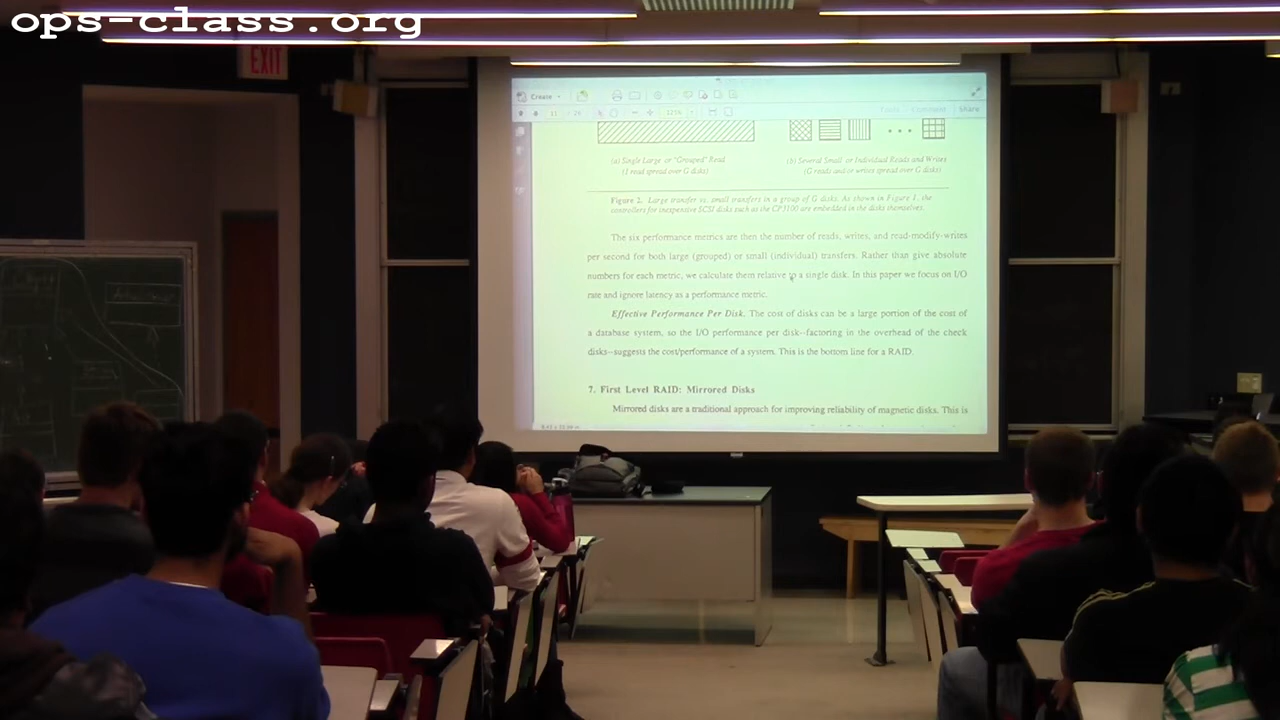 ops-class.org
EXIT
Create
11 / 26
125%
Tools
Comment
Share
(a) Single Large or "Grouped" Read
(1 read spread over G disks)
(b) Several Small or Individual Reads and Writes
(G reads and/or writes spread over G disks)
Figure 2. Large transfer vs. small transfers in a group of G disks. As shown in Figure 1, the
controllers for inexpensive SCSI disks such as the CP3100 are embedded in the disks themselves.
The six performance metrics are then the number of reads, writes, and read-modify-writes
per second for both large (grouped) or small (individual) transfers. Rather than give absolute
numbers for each metric, we calculate them relative to a single disk. In this paper we focus on I/O
rate and ignore latency as a performance metric.
Effective Performance Per Disk. The cost of disks can be a large portion of the cost of
a database system, so the I/O performance per disk--factoring in the overhead of the check
disks--suggests the cost/performance of a system. This is the bottom line for a RAID.
7. First Level RAID: Mirrored Disks
Mirrored disks are a traditional approach for improving reliability of magnetic disks. This is